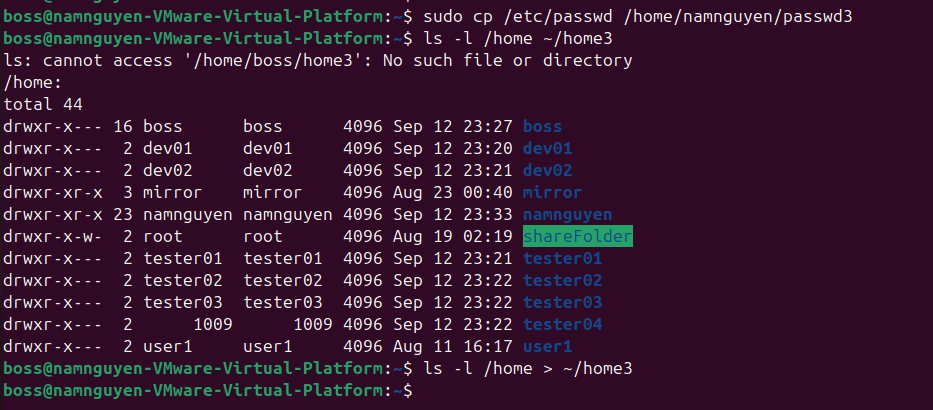 boss@namnguyen-VMware-Virtual-Platform:~$ sudo cp /etc/passwd /home/namnguyen/passwd3
boss@namnguyen-VMware-Virtual-Platform:~$ ls -l /home ~/home3
ls: cannot access '/home/boss/home3': No such file or directory
/home:
total 44
drwxr-x--- 16 boss      boss      4096 Sep 12 23:27 boss
drwxr-x---  2 dev01     dev01     4096 Sep 12 23:20 dev01
drwxr-x---  2 dev02     dev02     4096 Sep 12 23:21 dev02
drwxr-xr-x  3 mirror    mirror    4096 Aug 23 00:40 mirror
drwxr-xr-x 23 namnguyen namnguyen 4096 Sep 12 23:33 namnguyen
drwxr-x-w-  2 root      root      4096 Aug 19 02:19 shareFolder
drwxr-x---  2 tester01  tester01  4096 Sep 12 23:21 tester01
drwxr-x---  2 tester02  tester02  4096 Sep 12 23:22 tester02
drwxr-x---  2 tester03  tester03  4096 Sep 12 23:22 tester03
drwxr-x---  2      1009      1009 4096 Sep 12 23:22 tester04
drwxr-x---  2 user1     user1     4096 Aug 11 16:17 user1
boss@namnguyen-VMware-Virtual-Platform:~$ ls -l /home > ~/home3
boss@namnguyen-VMware-Virtual-Platform:~$